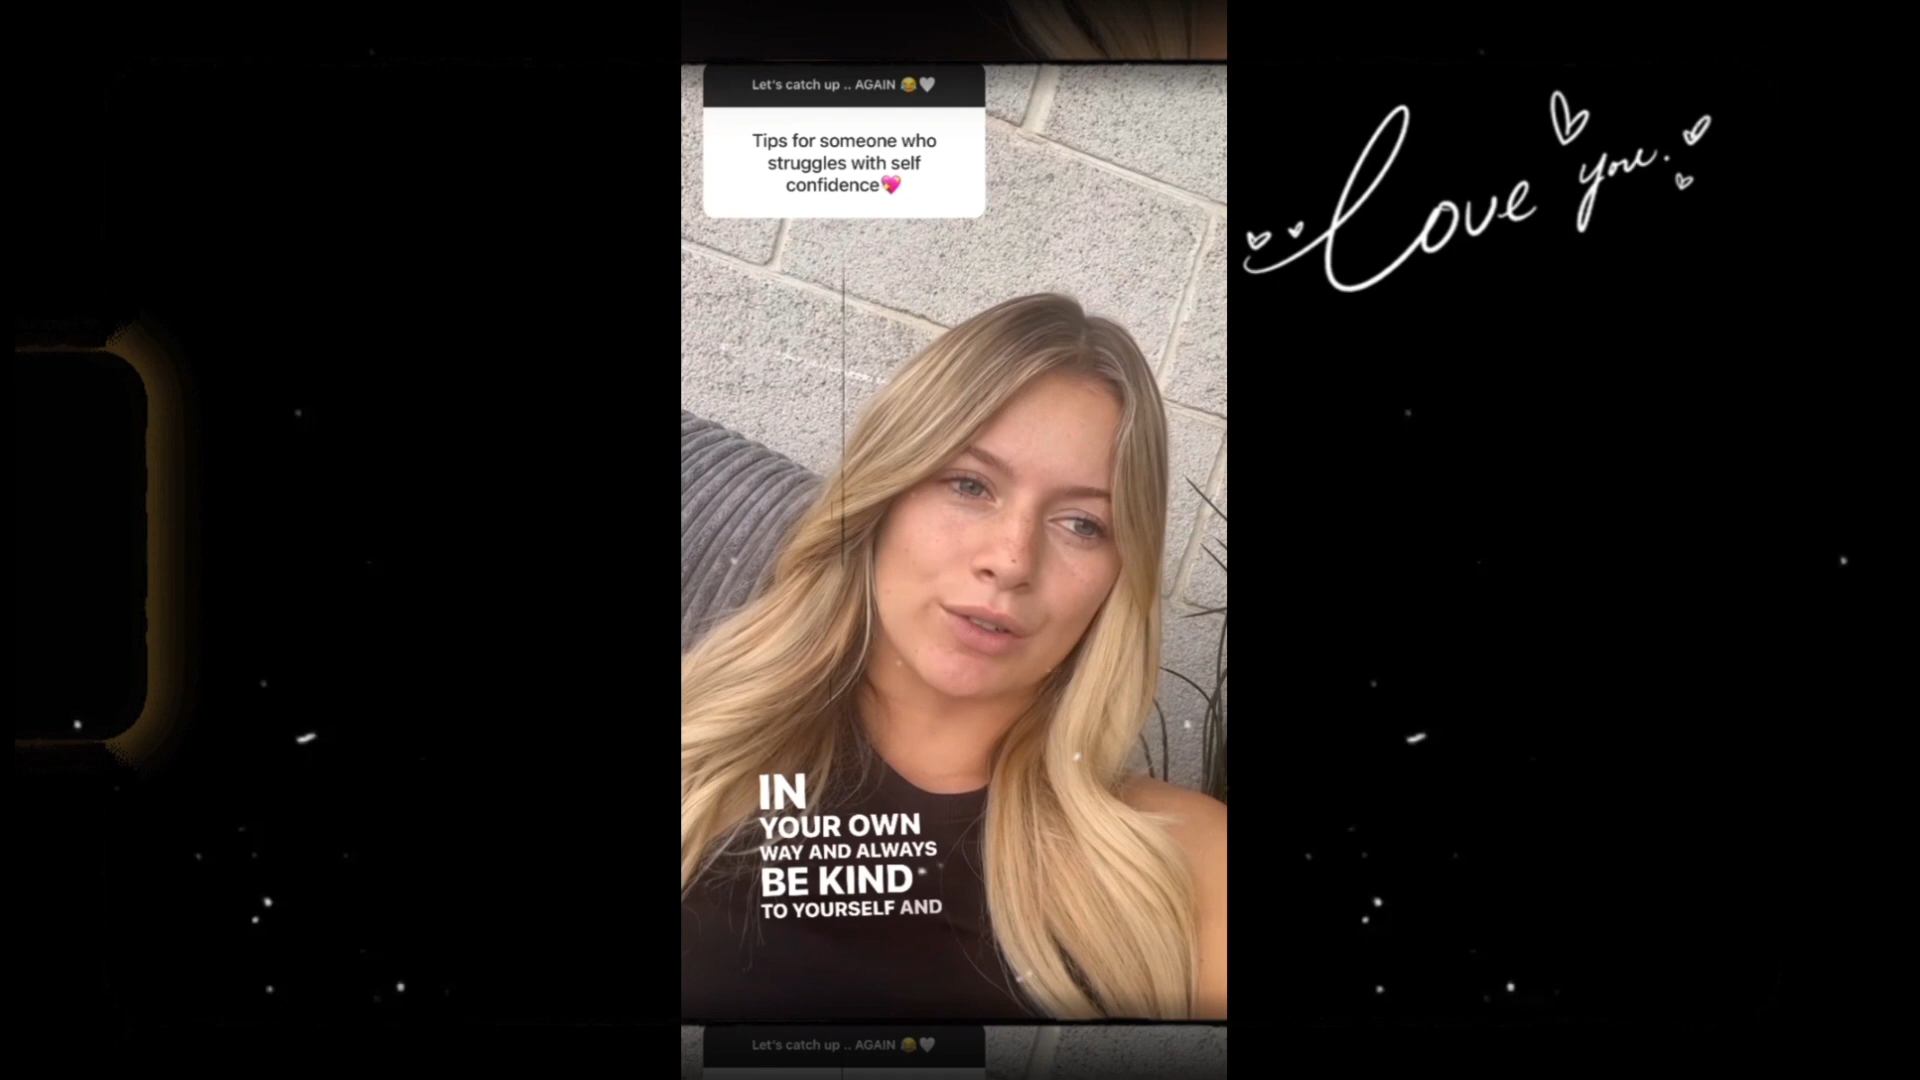 Let's catch up .. AGAIN 😂🤍
Tips for someone who
struggles with self
confidence💖
love you.
IN
YOUR OWN
WAY AND ALWAYS
BE KIND
TO YOURSELF AND
Let's catch up .. AGAIN 😂🤍